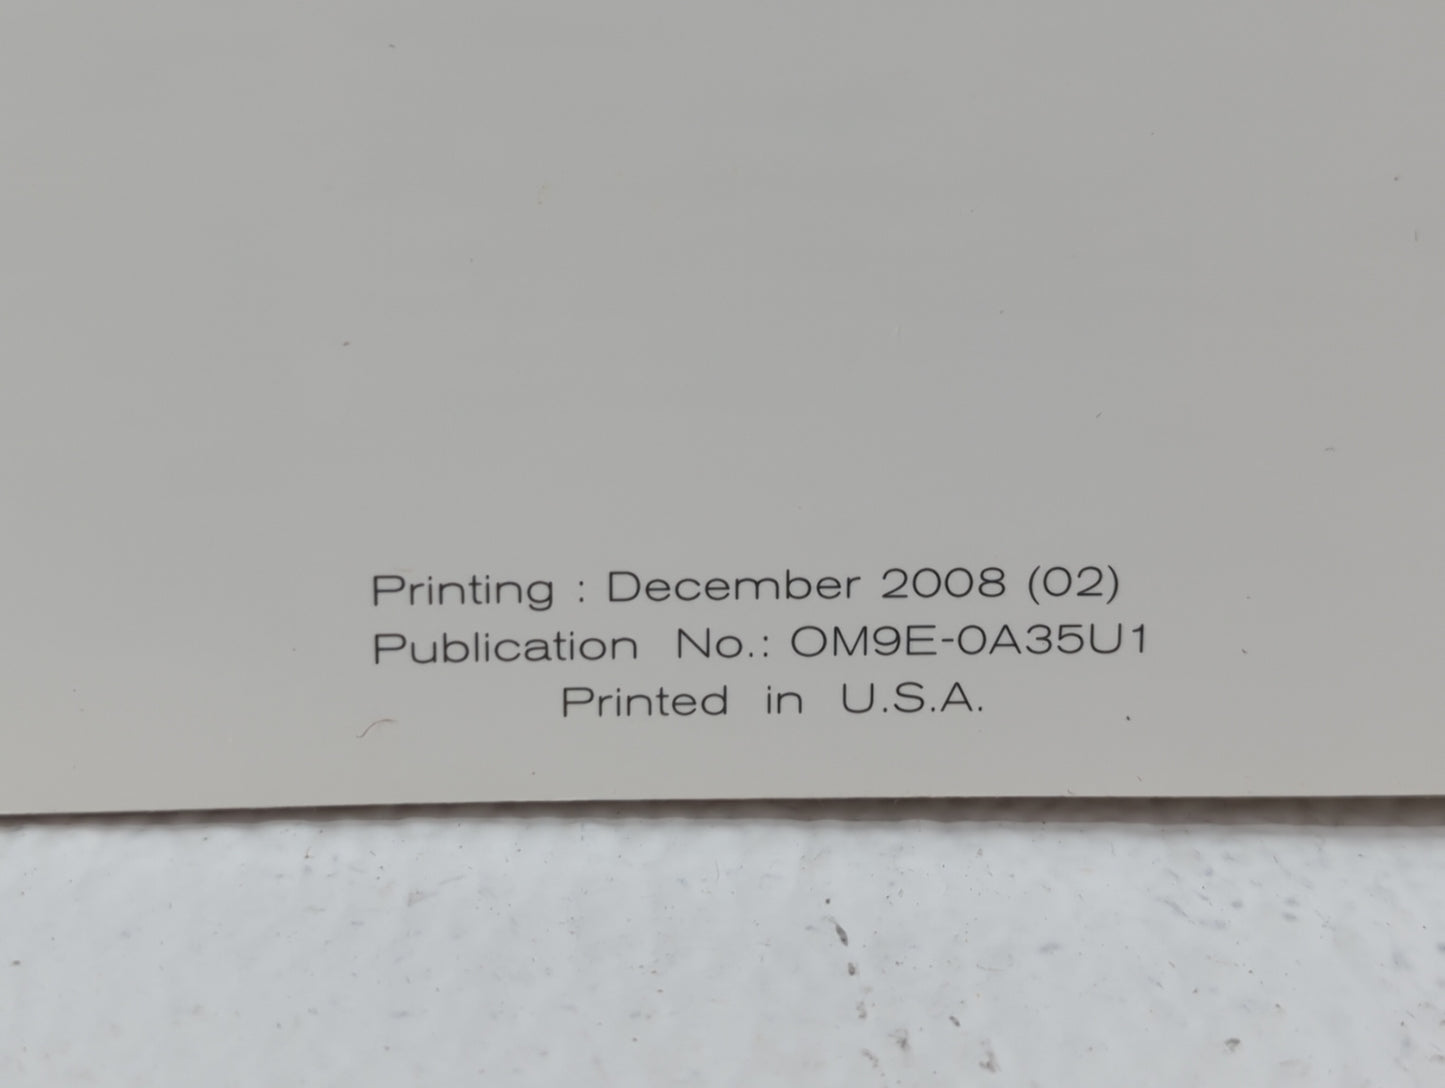 Printing : December 2008 (02)
Publication No.: OM9E-0A35U1
Printed in U.S.A.